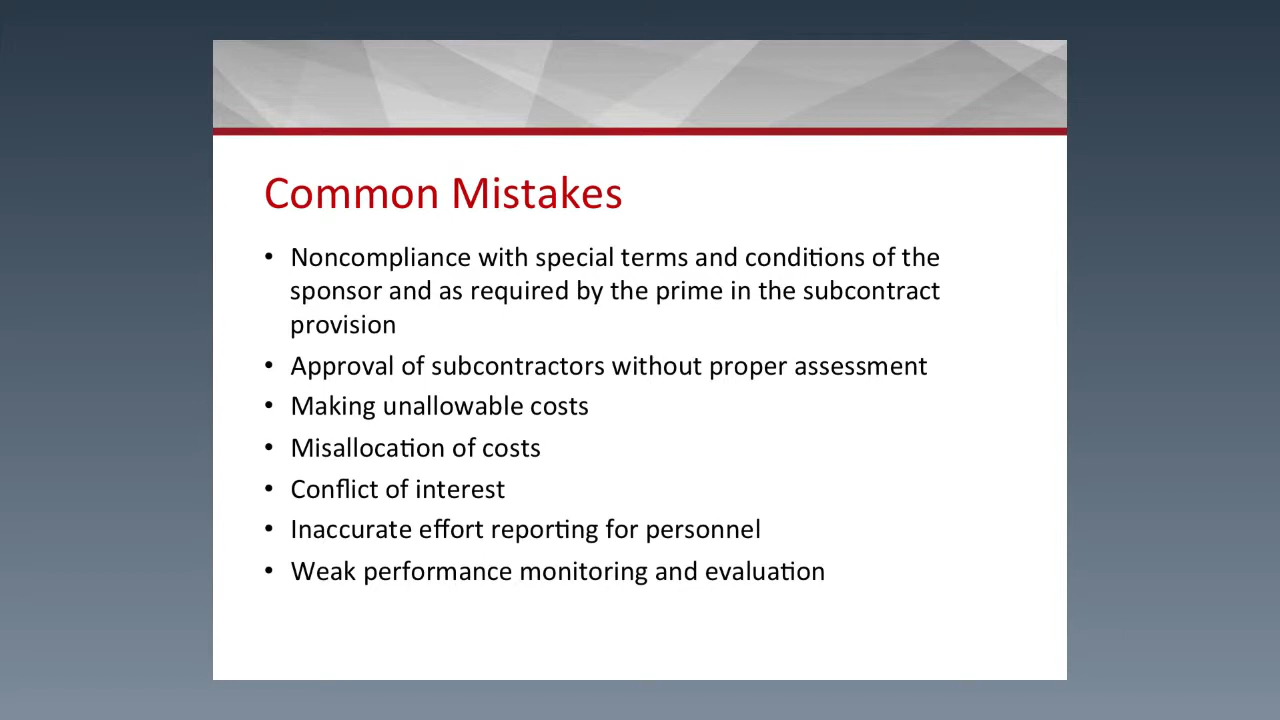 Common Mistakes
• Noncompliance with special terms and conditions of the
sponsor and as required by the prime in the subcontract
provision
• Approval of subcontractors without proper assessment
• Making unallowable costs
• Misallocation of costs
• Conflict of interest
• Inaccurate effort reporting for personnel
• Weak performance monitoring and evaluation